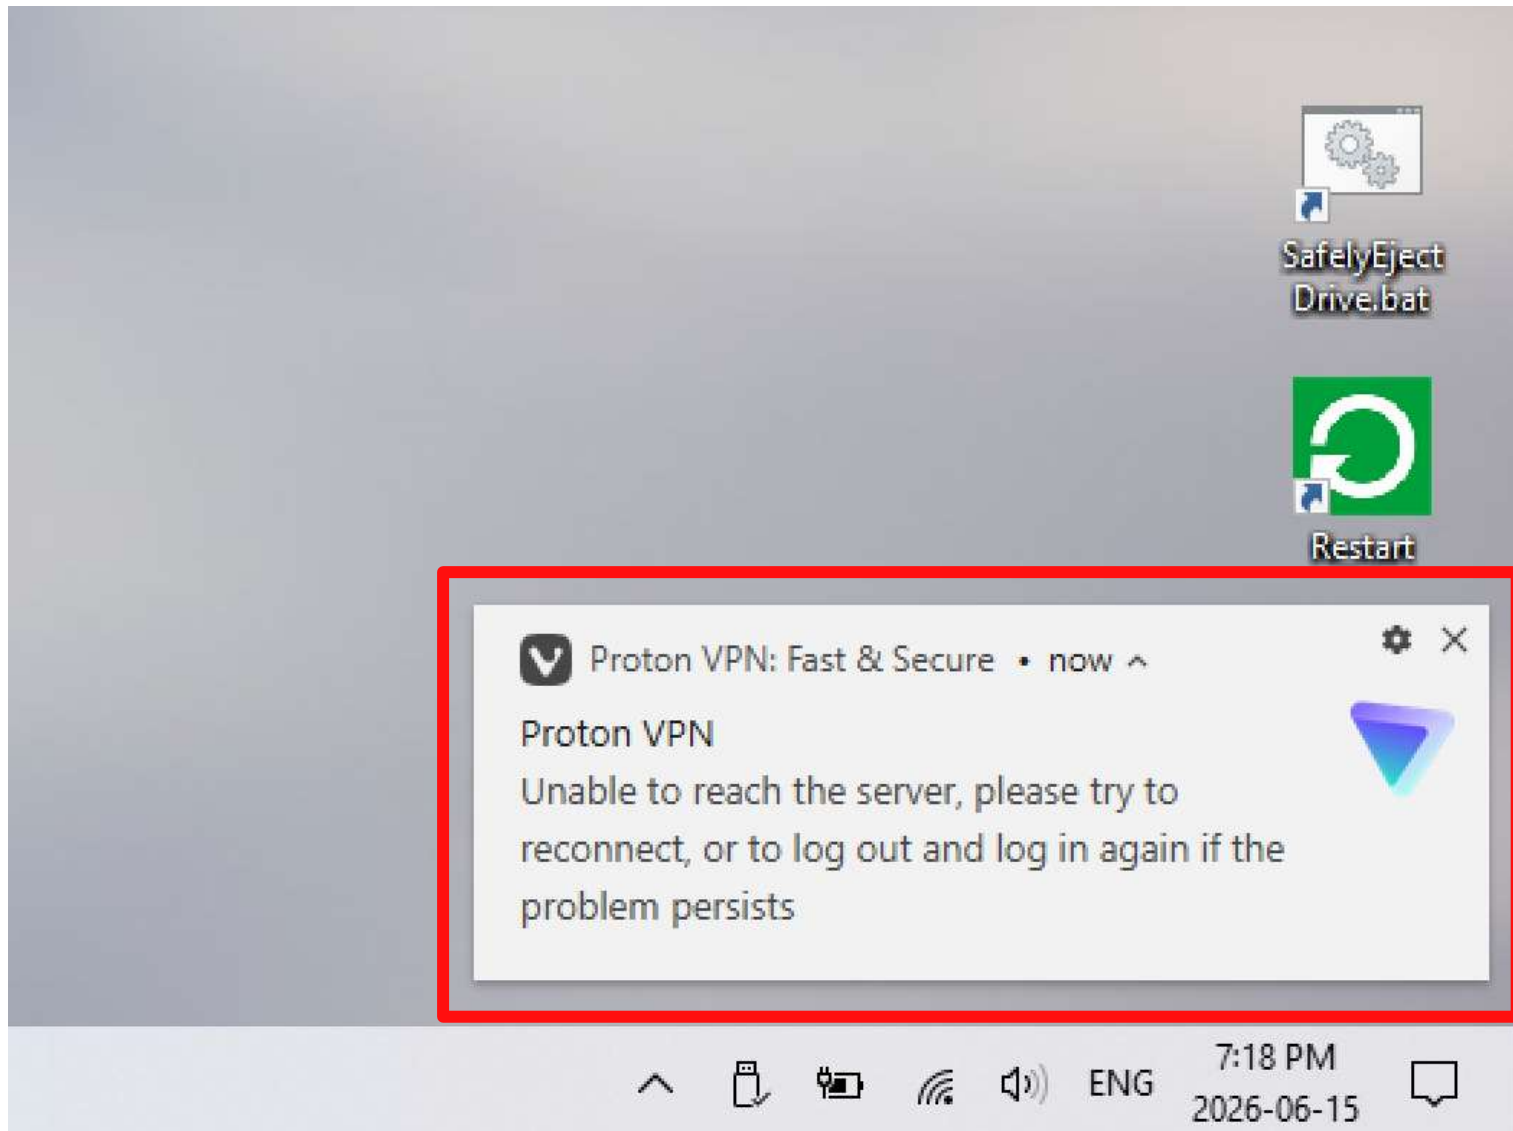 SafelyEject
Drive.bat
Restart
Proton VPN: Fast & Secure • now
Proton VPN
Unable to reach the server, please try to
reconnect, or to log out and log in again if the
problem persists
ENG
7:18 PM
2026-06-15